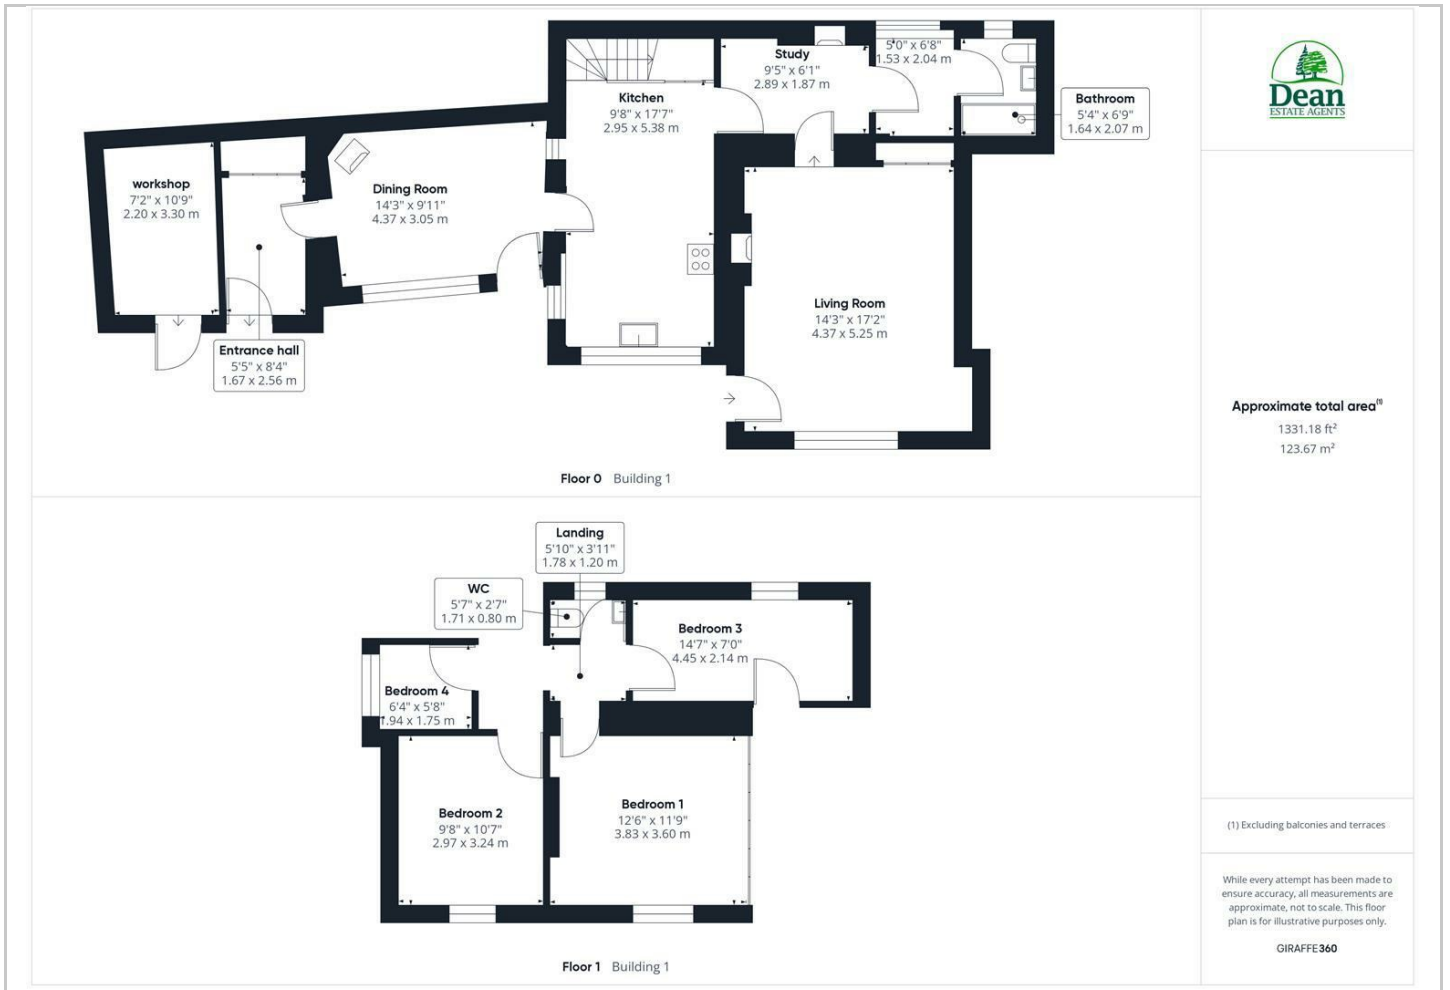 Study
9'5" x 6'1"
2.89 x 1.87 m
5'0" x 6'8"
1.53 x 2.04 m
Kitchen
9'8" x 17'7"
2.95 x 5.38 m
Bathroom
5'4" x 6'9"
1.64 x 2.07 m
workshop
7'2" x 10'9"
2.20 x 3.30 m
Dining Room
14'3" x 9'11"
4.37 x 3.05 m
Living Room
14'3" x 17'2"
4.37 x 5.25 m
Entrance hall
5'5" x 8'4"
1.67 x 2.56 m
Floor 0 Building 1
Landing
5'10" x 3'11"
1.78 x 1.20 m
WC
5'7" x 2'7"
1.71 x 0.80 m
Bedroom 3
14'7" x 7'0"
4.45 x 2.14 m
Bedroom 4
6'4" x 5'8"
1.94 x 1.75 m
Bedroom 2
9'8" x 10'7"
2.97 x 3.24 m
Bedroom 1
12'6" x 11'9"
3.83 x 3.60 m
Floor 1 Building 1
Dean
ESTATE AGENTS
Approximate total area(1)
1331.18 ft²
123.67 m²
(1) Excluding balconies and terraces
While every attempt has been made to
ensure accuracy, all measurements are
approximate, not to scale. This floor
plan is for illustrative purposes only.
GIRAFFE360